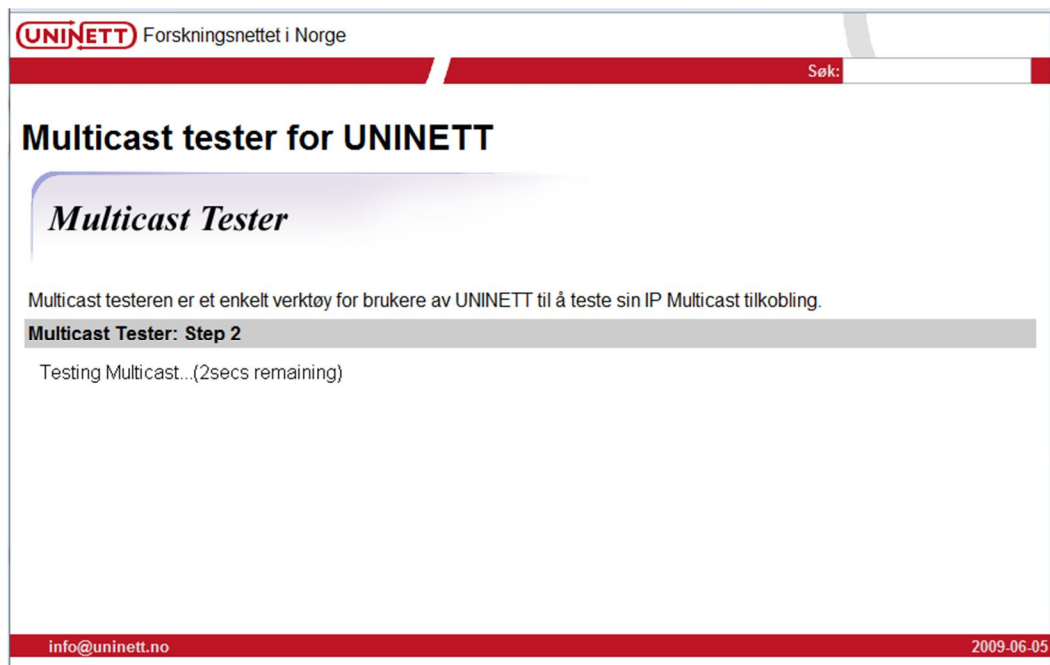 UNINETT Forskningsnettet i Norge
Søk:
Multicast tester for UNINETT
Multicast Tester
Multicast testeren er et enkelt verktøy for brukere av UNINETT til å teste sin IP Multicast tilkobling.
Multicast Tester: Step 2
Testing Multicast...(2secs remaining)
info@uninett.no 2009-06-05